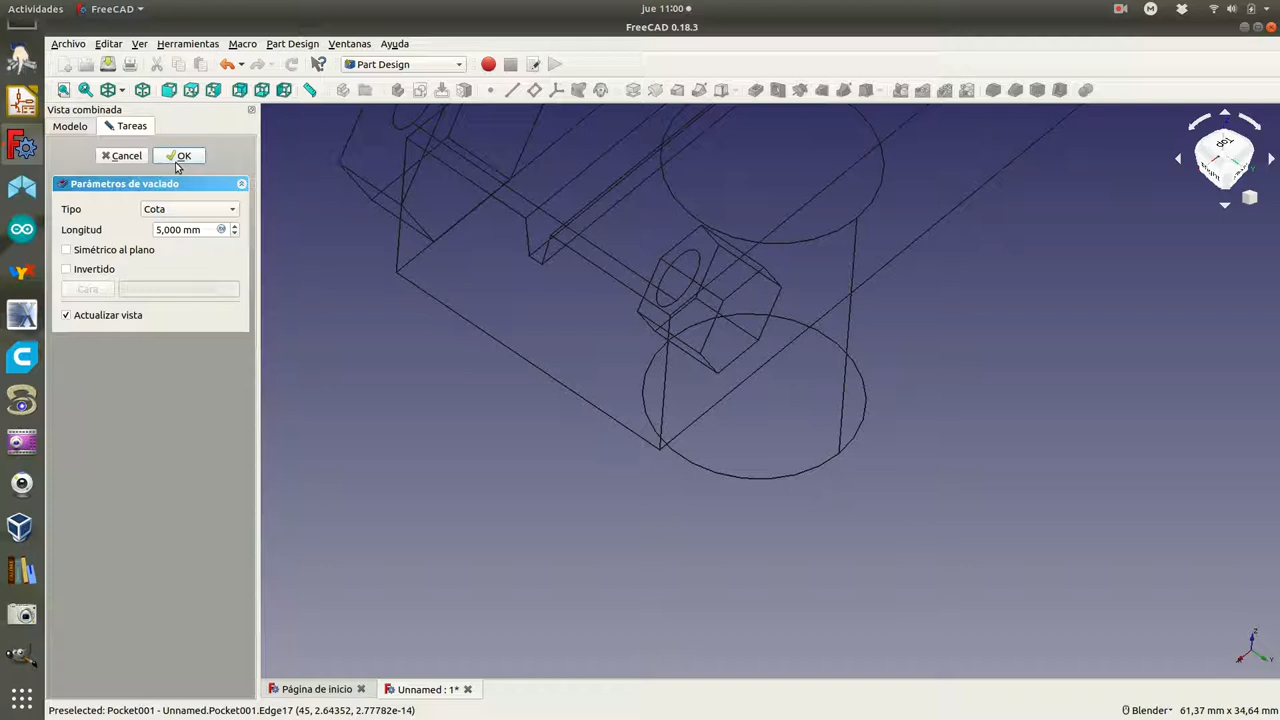 Actividades
FreeCAD
jue 11:00
FreeCAD 0.18.3
Archivo Editar Ver Herramientas Macro Part Design Ventanas Ayuda
Part Design
Vista combinada
Modelo Tareas
Cancel OK
Parámetros de vaciado
Tipo Cota
Longitud 5,000 mm
Simétrico al plano
Invertido
Cara
Actualizar vista
Página de inicio Unnamed : 1*
Preselected: Pocket001 - Unnamed.Pocket001.Edge17 (45, 2.64352, 2.77782e-14)
Blender 61,37 mm x 34,64 mm